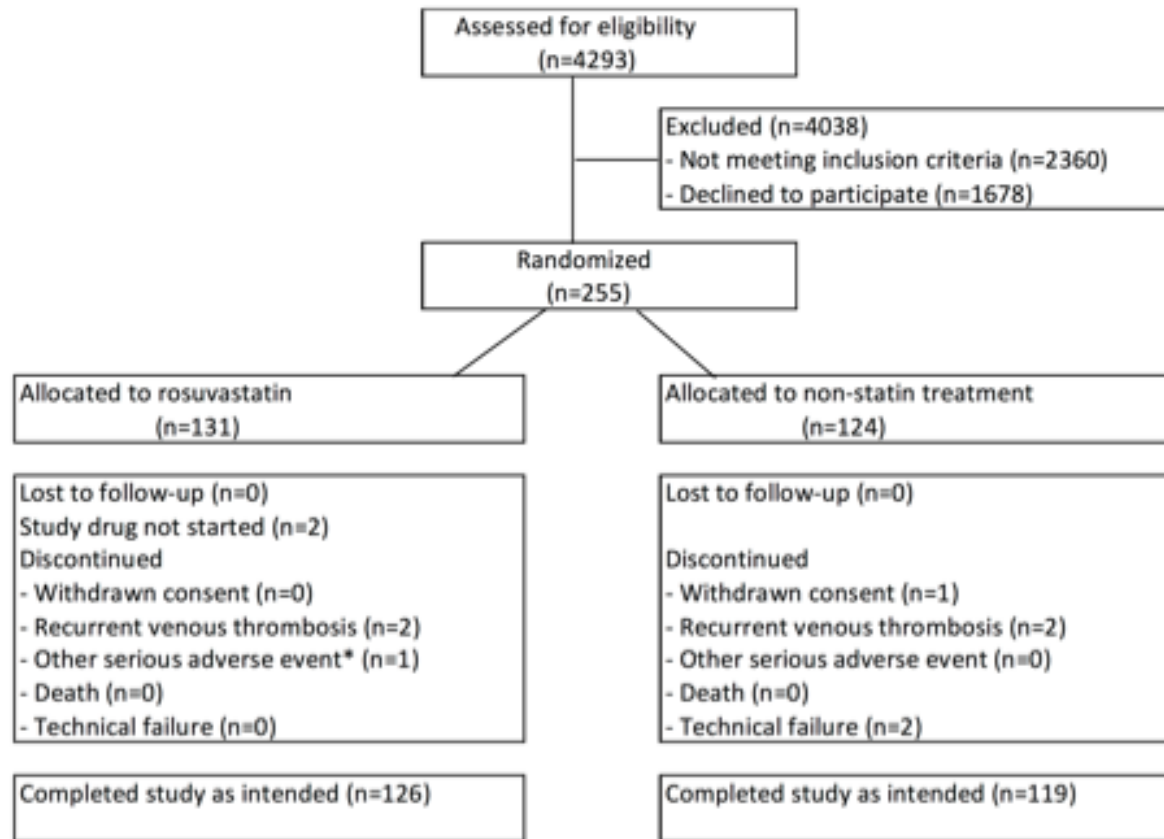 Assessed for eligibility
(n=4293)
Excluded (n=4038)
- Not meeting inclusion criteria (n=2360)
- Declined to participate (n=1678)
Randomized
(n=255)
Allocated to rosuvastatin
(n=131)
Allocated to non-statin treatment
(n=124)
Lost to follow-up (n=0)
Study drug not started (n=2)
Discontinued
- Withdrawn consent (n=0)
- Recurrent venous thrombosis (n=2)
- Other serious adverse event* (n=1)
- Death (n=0)
- Technical failure (n=0)
Lost to follow-up (n=0)
Discontinued
- Withdrawn consent (n=1)
- Recurrent venous thrombosis (n=2)
- Other serious adverse event (n=0)
- Death (n=0)
- Technical failure (n=2)
Completed study as intended (n=126)
Completed study as intended (n=119)